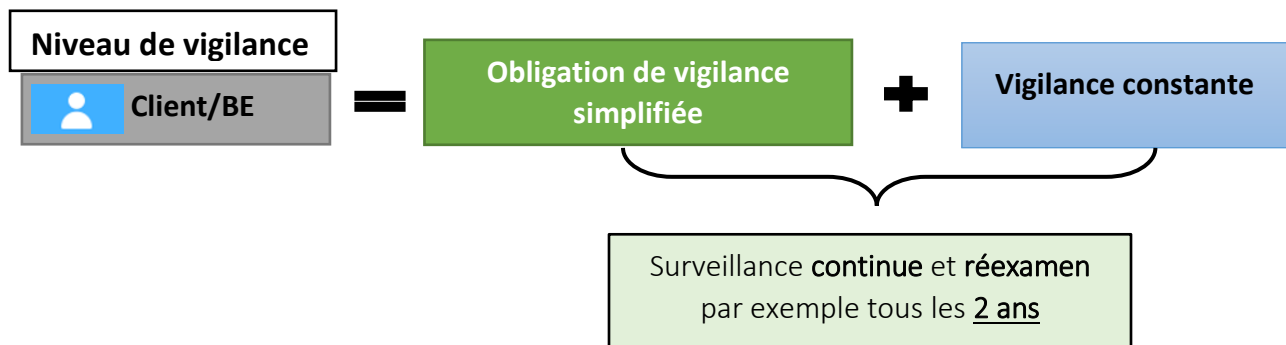 Niveau de vigilance
Client/BE
Obligation de vigilance
simplifiée
Vigilance constante
Surveillance continue et réexamen
par exemple tous les 2 ans